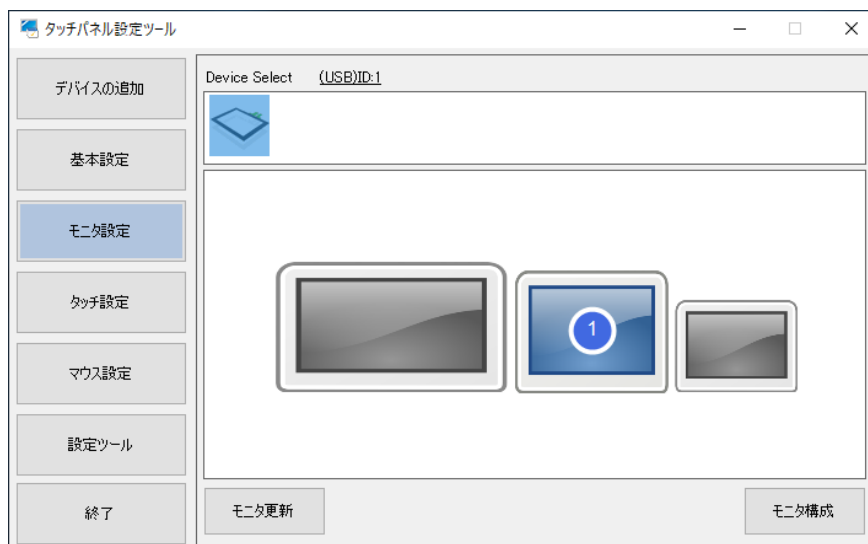 タッチパネル設定ツール
デバイスの追加
基本設定
モニタ設定
タッチ設定
マウス設定
設定ツール
終了
Device Select (USB)ID:1
1
モニタ更新
モニタ構成